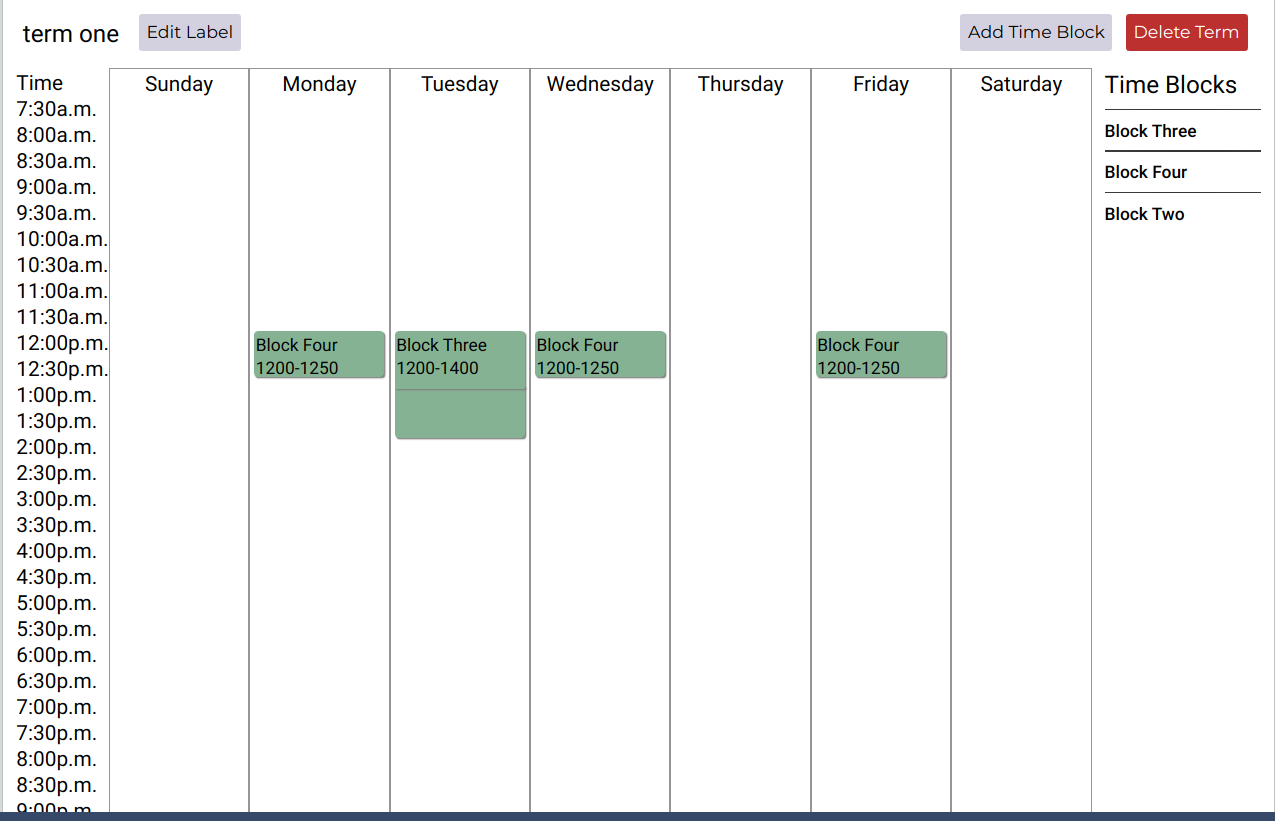 term one Edit Label Add Time Block Delete Term
Time Sunday Monday Tuesday Wednesday Thursday Friday Saturday Time Blocks
7:30a.m.
8:00a.m. Block Three
8:30a.m.
9:00a.m. Block Four
9:30a.m. Block Two
10:00a.m.
10:30a.m.
11:00a.m.
11:30a.m.
12:00p.m. Block Four Block Three Block Four Block Four
12:30p.m. 1200-1250 1200-1400 1200-1250 1200-1250
1:00p.m.
1:30p.m.
2:00p.m.
2:30p.m.
3:00p.m.
3:30p.m.
4:00p.m.
4:30p.m.
5:00p.m.
5:30p.m.
6:00p.m.
6:30p.m.
7:00p.m.
7:30p.m.
8:00p.m.
8:30p.m.
9:00p.m.